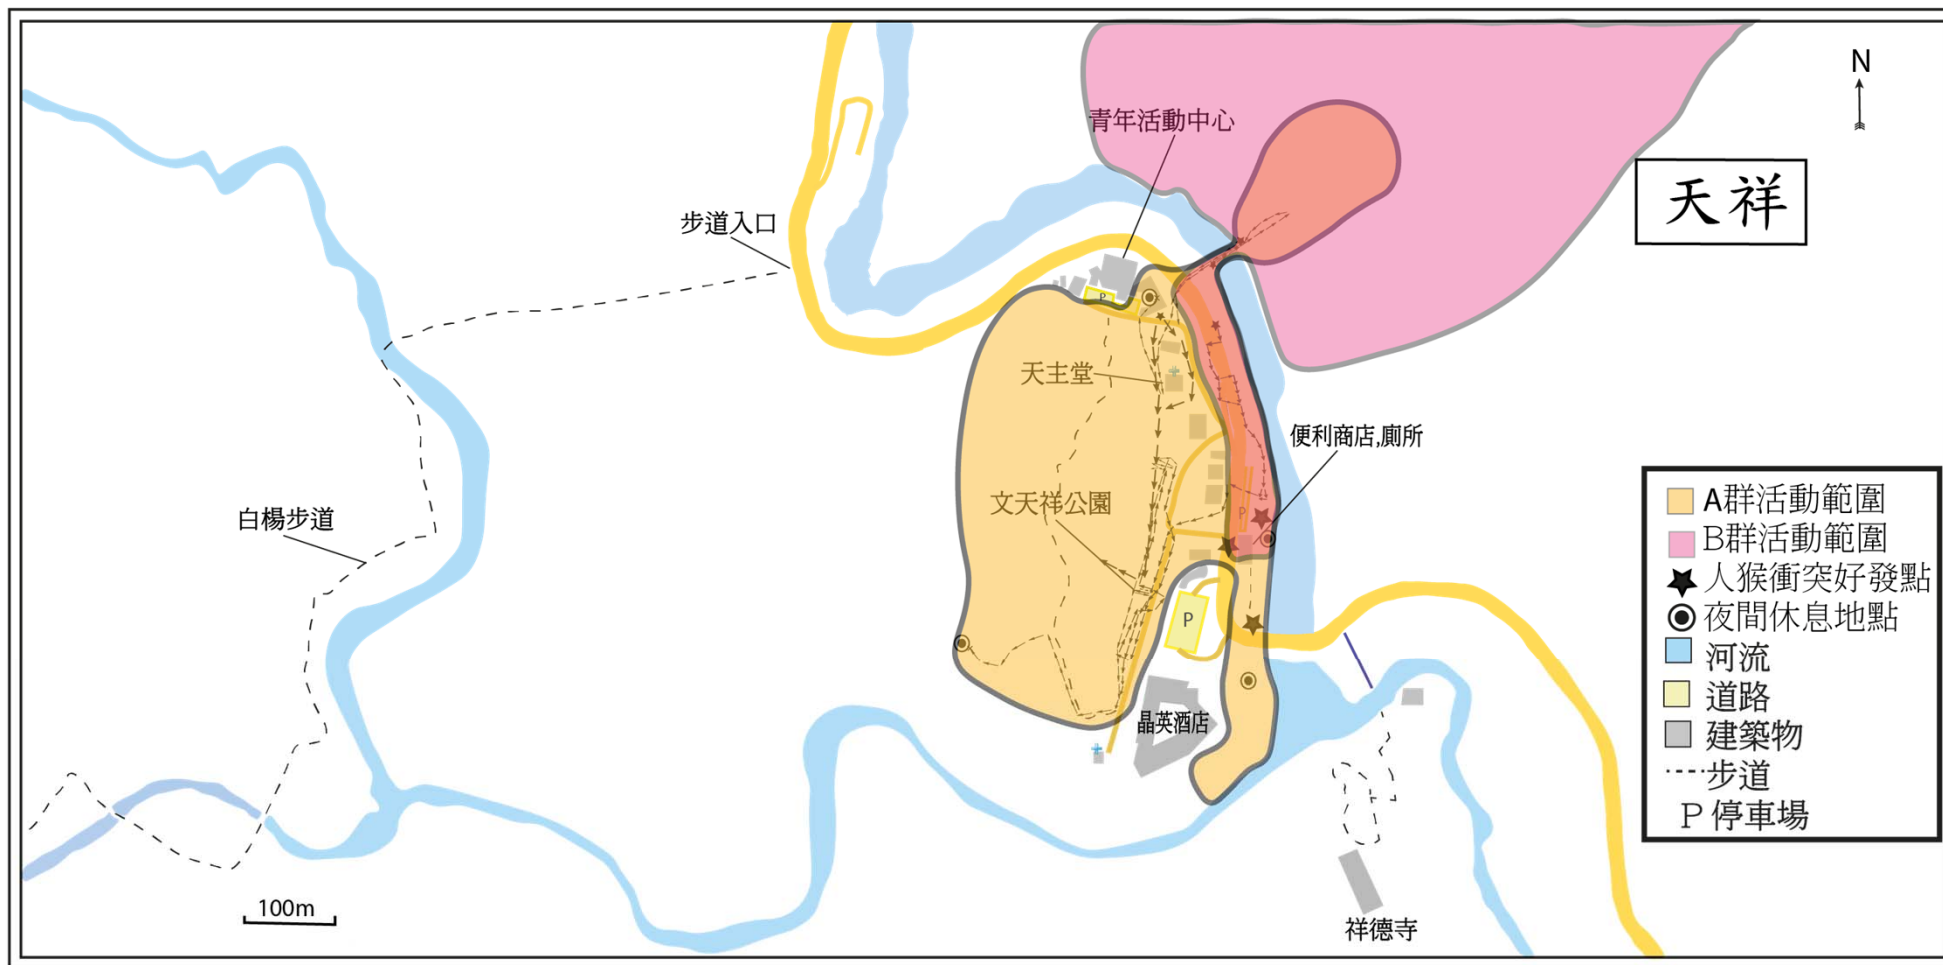 N
天祥
青年活動中心
步道入口
P
天主堂
便利商店,廁所
文天祥公園
P
白楊步道
P
晶英酒店
祥德寺
100m
A群活動範圍
B群活動範圍
人猴衝突好發點
夜間休息地點
河流
道路
建築物
步道
P 停車場